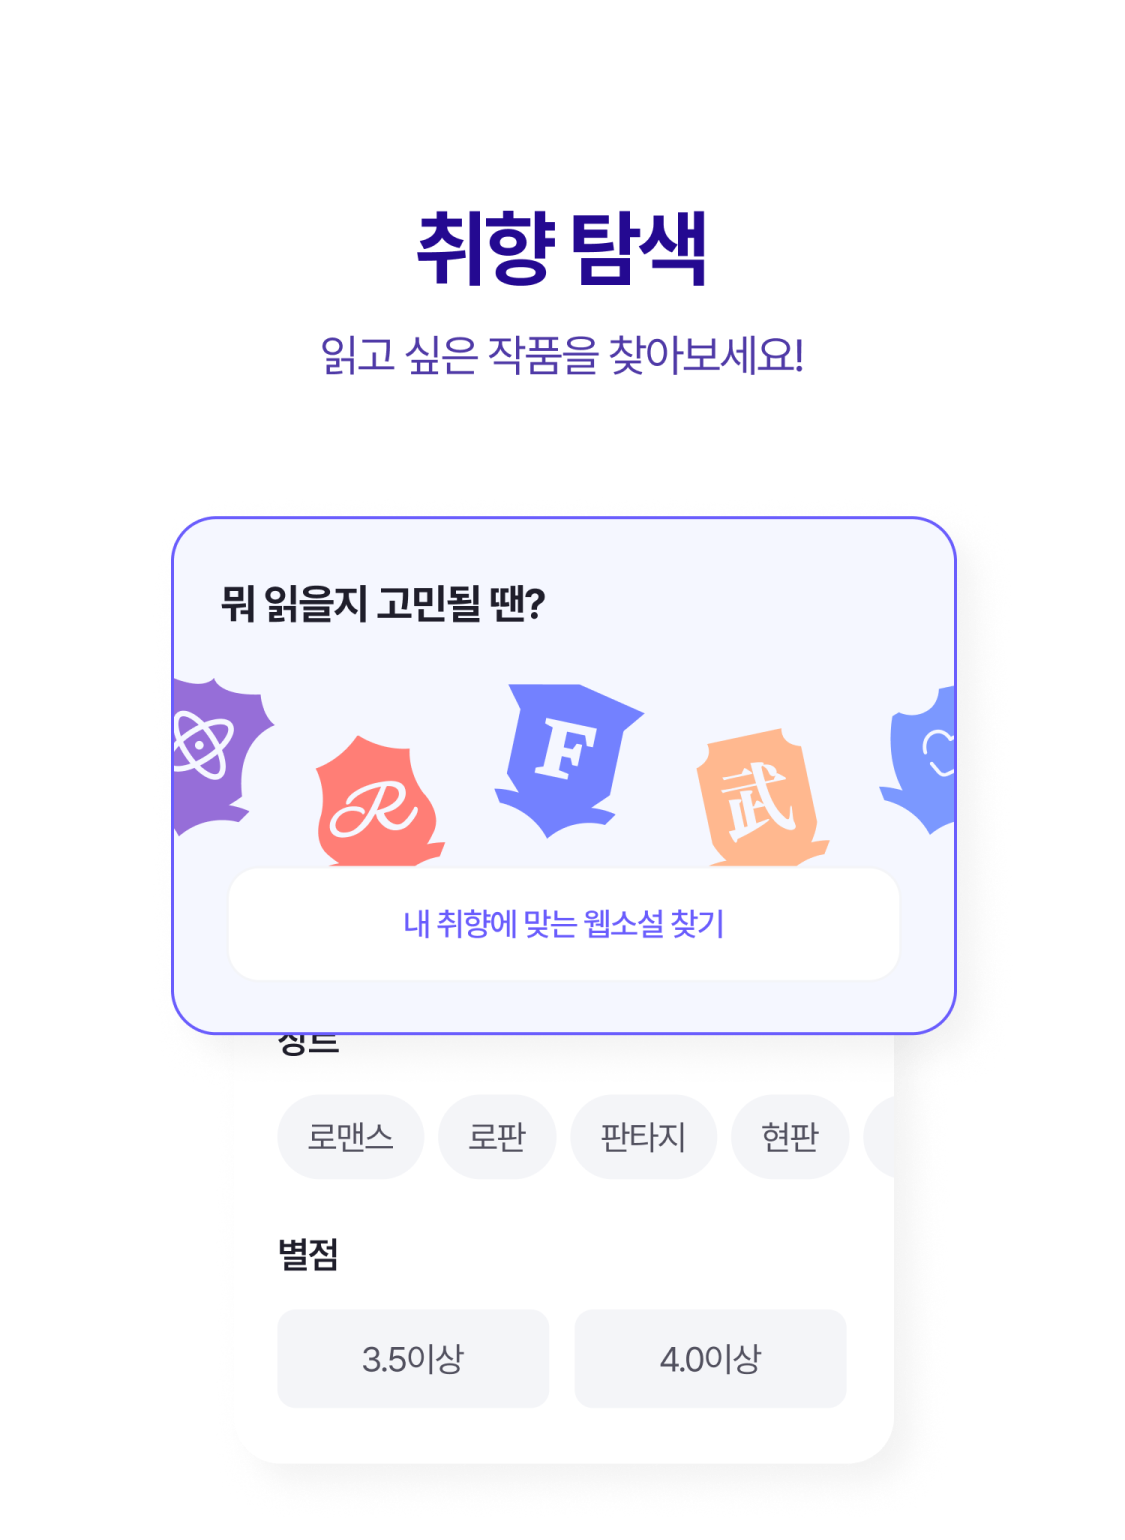 취향 탐색
읽고 싶은 작품을 찾아보세요!
뭐 읽을지 고민될 땐?
R
F
武
내 취향에 맞는 웹소설 찾기
장르
로맨스
로판
판타지
현판
별점
3.5이상
4.0이상